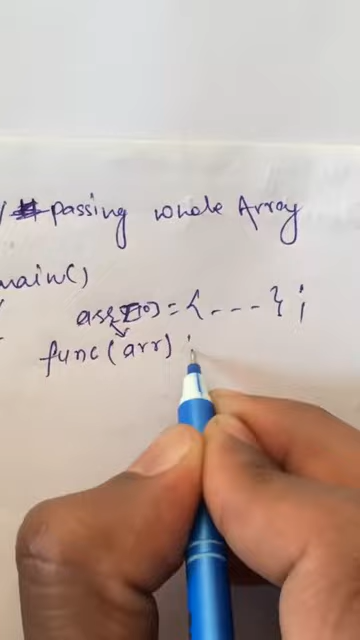 passing whole Array
main()
arr[10] = {----};
func(arr)